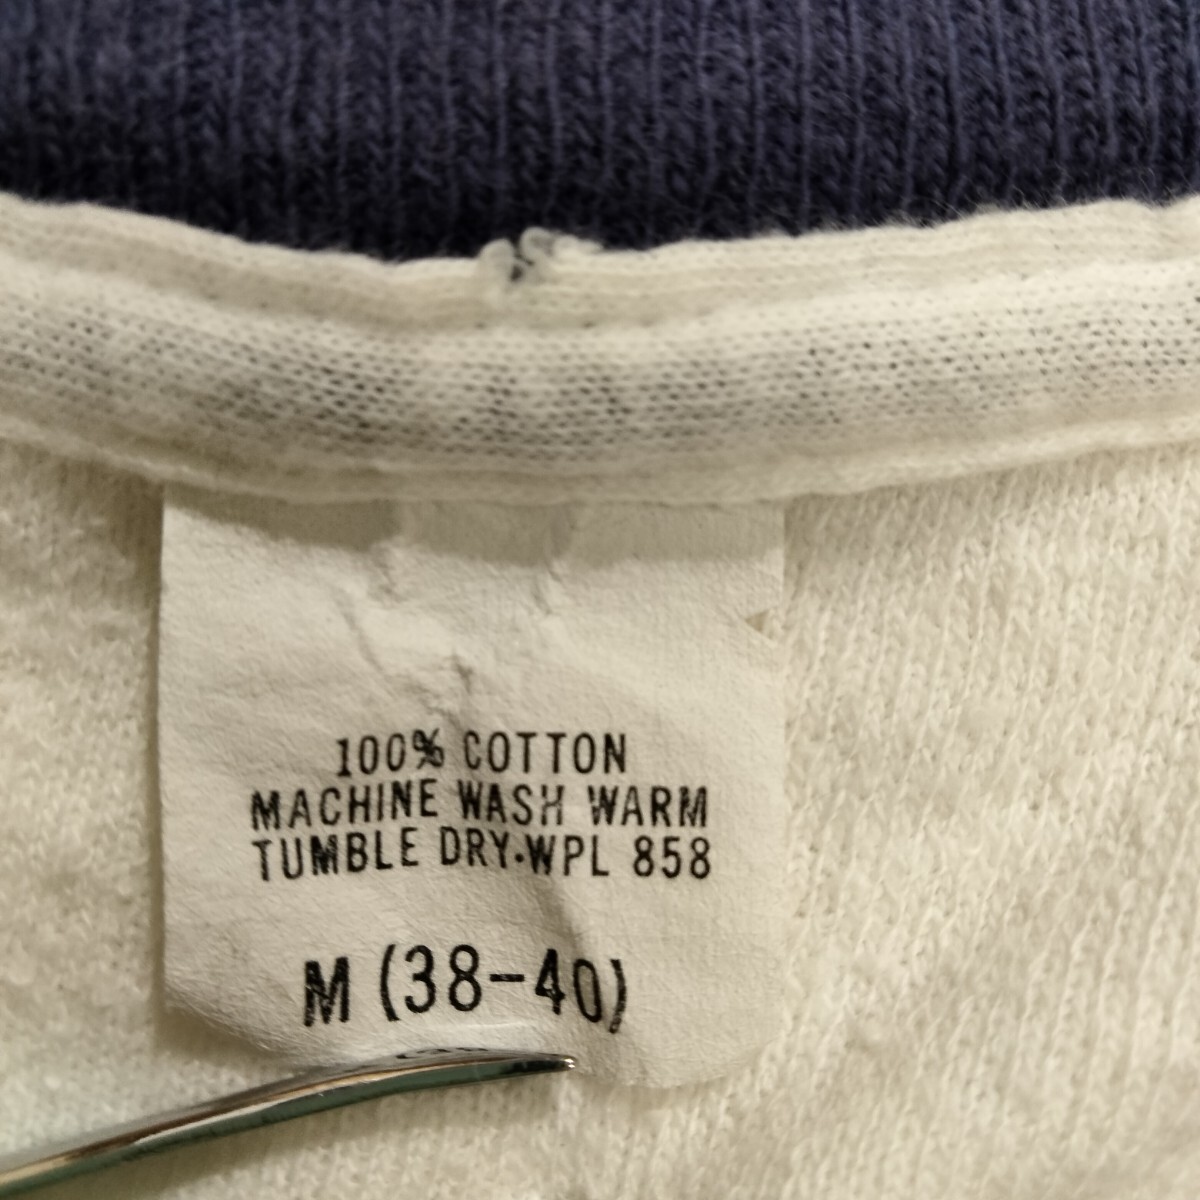 100% COTTON
MACHINE WASH WARM
TUMBLE DRY·WPL 858
M (38-40)